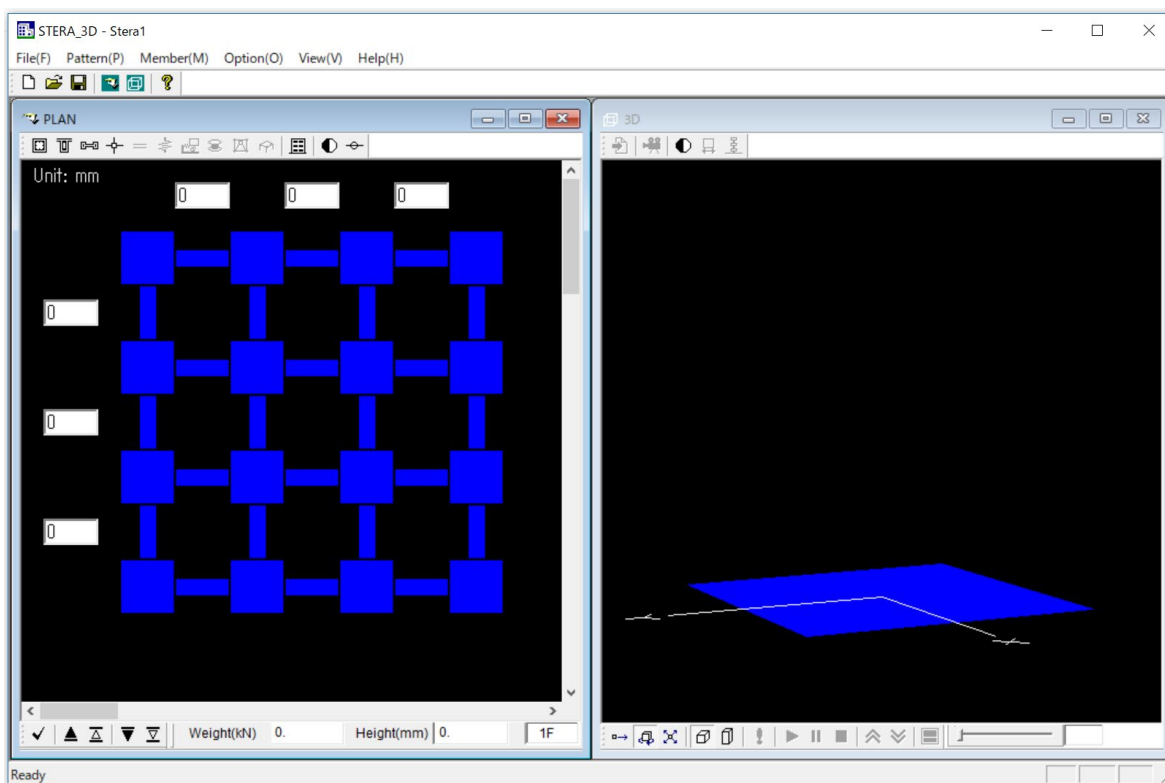 STERA_3D - Stera1
File(F) Pattern(P) Member(M) Option(O) View(V) Help(H)
PLAN
3D
Unit: mm
0 0 0
0
0
0
Weight(kN) 0. Height(mm) 0. 1F
Ready